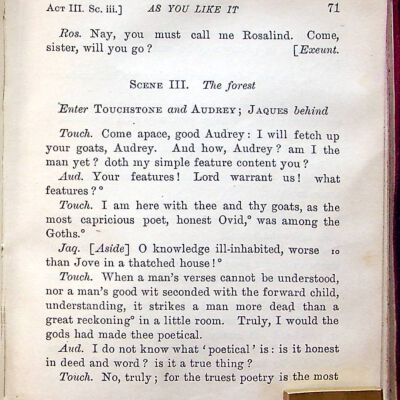 Act III. Sc. iii.] AS YOU LIKE IT 71
Ros. Nay, you must call me Rosalind. Come,
sister, will you go? [Exeunt.
Scene III. The forest
Enter Touchstone and Audrey; Jaques behind
Touch. Come apace, good Audrey: I will fetch up
your goats, Audrey. And how, Audrey? am I the
man yet? doth my simple feature content you?
Aud. Your features! Lord warrant us! what
features?°
Touch. I am here with thee and thy goats, as the
most capricious poet, honest Ovid,° was among the
Goths.°
Jaq. [Aside] O knowledge ill-inhabited, worse 10
than Jove in a thatched house!°
Touch. When a man's verses cannot be understood,
nor a man's good wit seconded with the forward child,
understanding, it strikes a man more dead than a
great reckoning° in a little room. Truly, I would the
gods had made thee poetical.
Aud. I do not know what 'poetical' is: is it honest
in deed and word? is it a true thing?
Touch. No, truly; for the truest poetry is the most